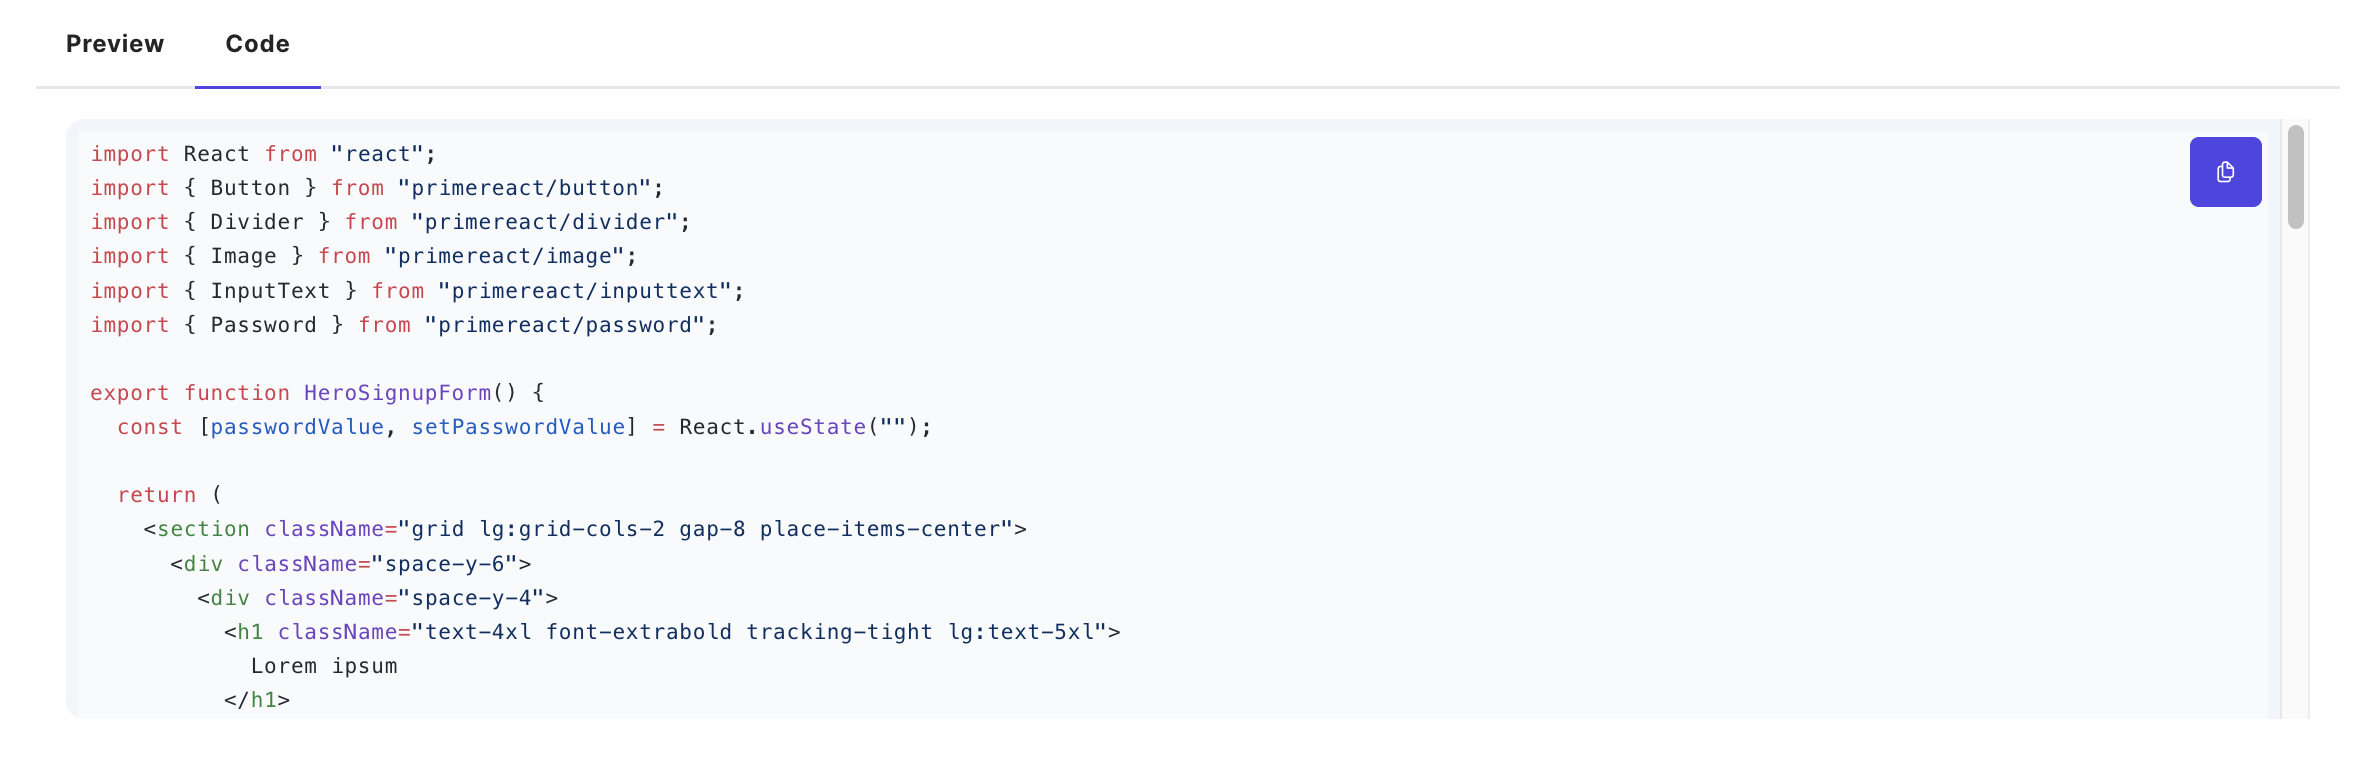 Preview Code
import React from "react";
import { Button } from "primereact/button";
import { Divider } from "primereact/divider";
import { Image } from "primereact/image";
import { InputText } from "primereact/inputtext";
import { Password } from "primereact/password";

export function HeroSignupForm() {
  const [passwordValue, setPasswordValue] = React.useState("");

  return (
    <section className="grid lg:grid-cols-2 gap-8 place-items-center">
      <div className="space-y-6">
        <div className="space-y-4">
          <h1 className="text-4xl font-extrabold tracking-tight lg:text-5xl">
            Lorem ipsum
          </h1>